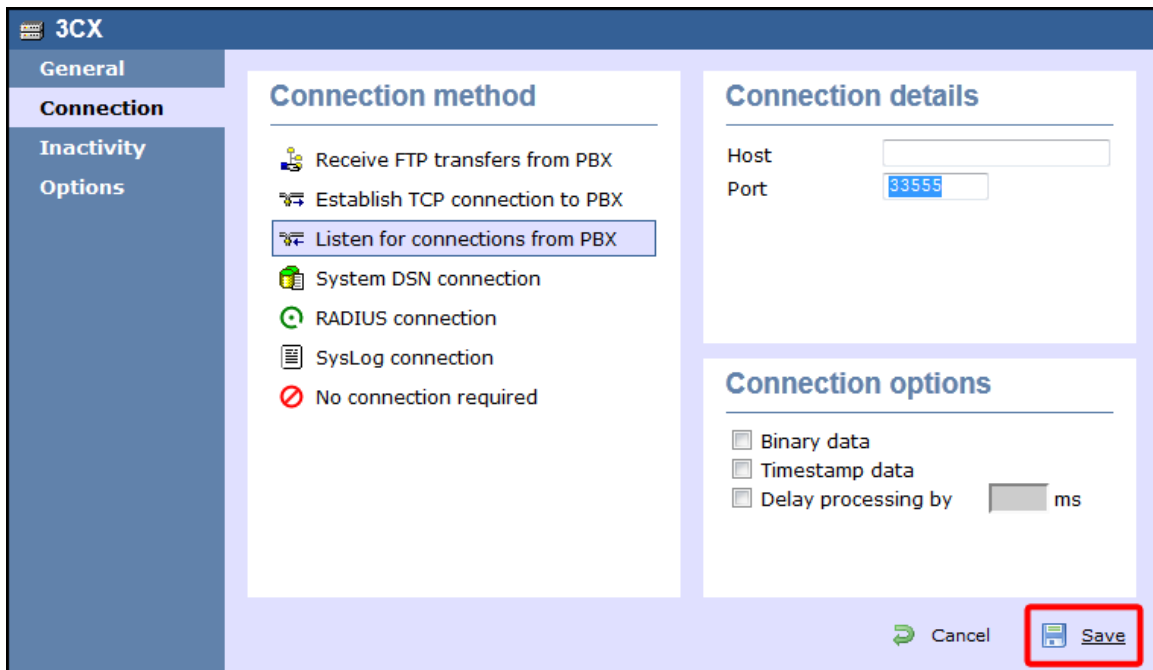 3CX
General
Connection
Inactivity
Options
Connection method
Receive FTP transfers from PBX
Establish TCP connection to PBX
Listen for connections from PBX
System DSN connection
RADIUS connection
SysLog connection
No connection required
Connection details
Host
Port 33555
Connection options
Binary data
Timestamp data
Delay processing by ms
Cancel Save